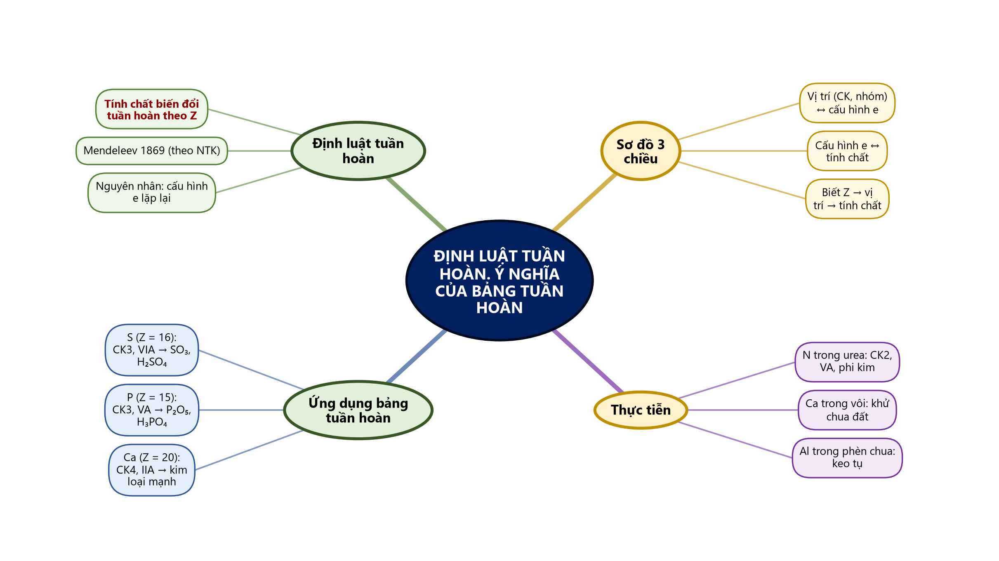 ĐỊNH LUẬT TUẦN
HOÀN. Ý NGHĨA
CỦA BẢNG TUẦN
HOÀN
Định luật tuần
hoàn
Tính chất biến đổi
tuần hoàn theo Z
Mendeleev 1869 (theo NTK)
Nguyên nhân: cấu hình
e lặp lại
Sơ đồ 3
chiều
Vị trí (CK, nhóm)
↔ cấu hình e
Cấu hình e ↔
tính chất
Biết Z → vị
trí → tính chất
Ứng dụng bảng
tuần hoàn
S (Z = 16):
CK3, VIA → SO₃,
H₂SO₄
P (Z = 15):
CK3, VA → P₂O₅,
H₃PO₄
Ca (Z = 20):
CK4, IIA → kim
loại mạnh
Thực tiễn
N trong urea: CK2,
VA, phi kim
Ca trong vôi: khử
chua đất
Al trong phèn chua:
keo tụ